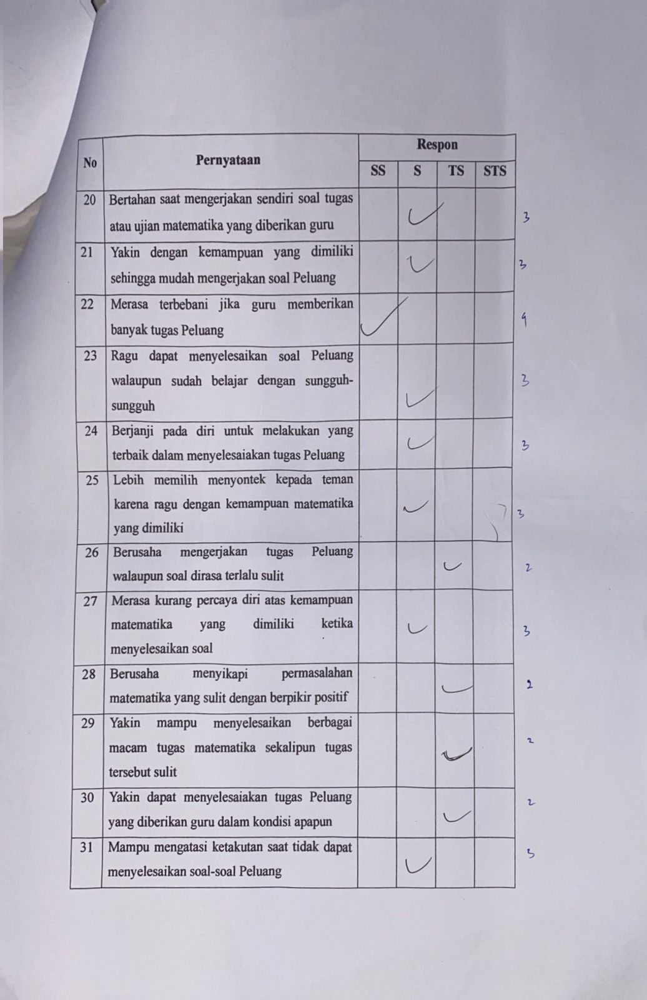 No Pernyataan Respon
SS S TS STS
20 Bertahan saat mengerjakan sendiri soal tugas
atau ujian matematika yang diberikan guru 3
21 Yakin dengan kemampuan yang dimiliki
sehingga mudah mengerjakan soal Peluang 3
22 Merasa terbebani jika guru memberikan
banyak tugas Peluang 4
23 Ragu dapat menyelesaikan soal Peluang
walaupun sudah belajar dengan sungguh- 3
sungguh
24 Berjanji pada diri untuk melakukan yang
terbaik dalam menyelesaiakan tugas Peluang 3
25 Lebih memilih menyontek kepada teman
karena ragu dengan kemampuan matematika 3
yang dimiliki
26 Berusaha mengerjakan tugas Peluang
walaupun soal dirasa terlalu sulit 2
27 Merasa kurang percaya diri atas kemampuan
matematika yang dimiliki ketika 3
menyelesaikan soal
28 Berusaha menyikapi permasalahan
matematika yang sulit dengan berpikir positif 2
29 Yakin mampu menyelesaikan berbagai
macam tugas matematika sekalipun tugas 2
tersebut sulit
30 Yakin dapat menyelesaiakan tugas Peluang 2
yang diberikan guru dalam kondisi apapun
31 Mampu mengatasi ketakutan saat tidak dapat 3
menyelesaikan soal-soal Peluang